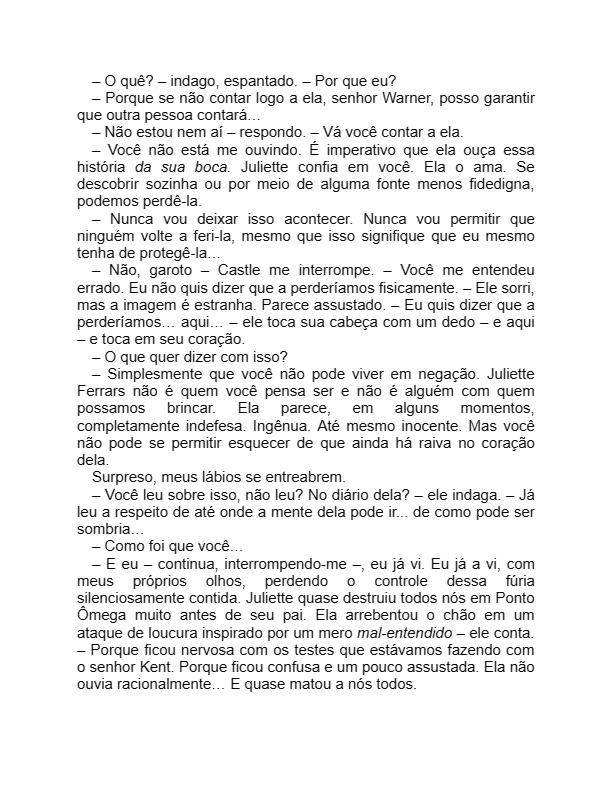 – O quê? – indago, espantado. – Por que eu?
– Porque se não contar logo a ela, senhor Warner, posso garantir
que outra pessoa contará…
– Não estou nem aí – respondo. – Vá você contar a ela.
– Você não está me ouvindo. É imperativo que ela ouça essa
história da sua boca. Juliette confia em você. Ela o ama. Se
descobrir sozinha ou por meio de alguma fonte menos fidedigna,
podemos perdê-la.
– Nunca vou deixar isso acontecer. Nunca vou permitir que
ninguém volte a feri-la, mesmo que isso signifique que eu mesmo
tenha de protegê-la…
– Não, garoto – Castle me interrompe. – Você me entendeu
errado. Eu não quis dizer que a perderíamos fisicamente. – Ele sorri,
mas a imagem é estranha. Parece assustado. – Eu quis dizer que a
perderíamos… aqui… – ele toca sua cabeça com um dedo – e aqui
– e toca em seu coração.
– O que quer dizer com isso?
– Simplesmente que você não pode viver em negação. Juliette
Ferrars não é quem você pensa ser e não é alguém com quem
possamos brincar. Ela parece, em alguns momentos,
completamente indefesa. Ingênua. Até mesmo inocente. Mas você
não pode se permitir esquecer de que ainda há raiva no coração
dela.
Surpreso, meus lábios se entreabrem.
– Você leu sobre isso, não leu? No diário dela? – ele indaga. – Já
leu a respeito de até onde a mente dela pode ir... de como pode ser
sombria…
– Como foi que você…
– E eu – continua, interrompendo-me –, eu já vi. Eu já a vi, com
meus próprios olhos, perdendo o controle dessa fúria
silenciosamente contida. Juliette quase destruiu todos nós em Ponto
Ômega muito antes de seu pai. Ela arrebentou o chão em um
ataque de loucura inspirado por um mero mal-entendido – ele conta.
– Porque ficou nervosa com os testes que estávamos fazendo com
o senhor Kent. Porque ficou confusa e um pouco assustada. Ela não
ouvia racionalmente… E quase matou a nós todos.